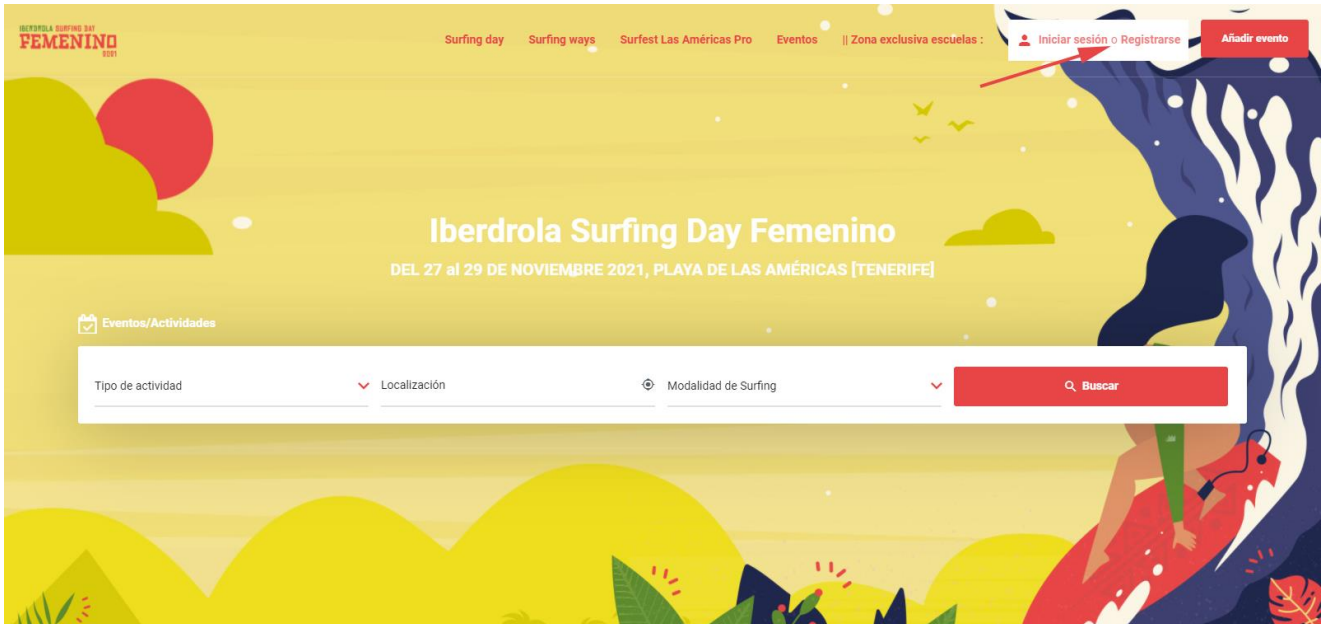 IBERDROLA SURFING DAY
FEMENINO
2021
Surfing day Surfing ways Surfest Las Américas Pro Eventos || Zona exclusiva escuelas : Iniciar sesión o Registrarse Añadir evento
Iberdrola Surfing Day Femenino
DEL 27 al 29 DE NOVIEMBRE 2021, PLAYA DE LAS AMÉRICAS [TENERIFE]
Eventos/Actividades
Tipo de actividad Localización Modalidad de Surfing Buscar